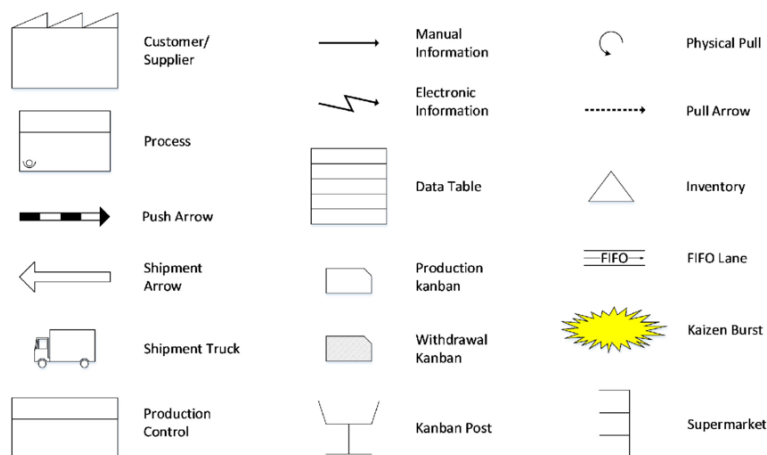 Customer/
Supplier
Process
Push Arrow
Shipment
Arrow
Shipment Truck
Production
Control
Manual
Information
Electronic
Information
Data Table
Production
kanban
Withdrawal
Kanban
Kanban Post
Physical Pull
Pull Arrow
Inventory
FIFO
FIFO Lane
Kaizen Burst
Supermarket